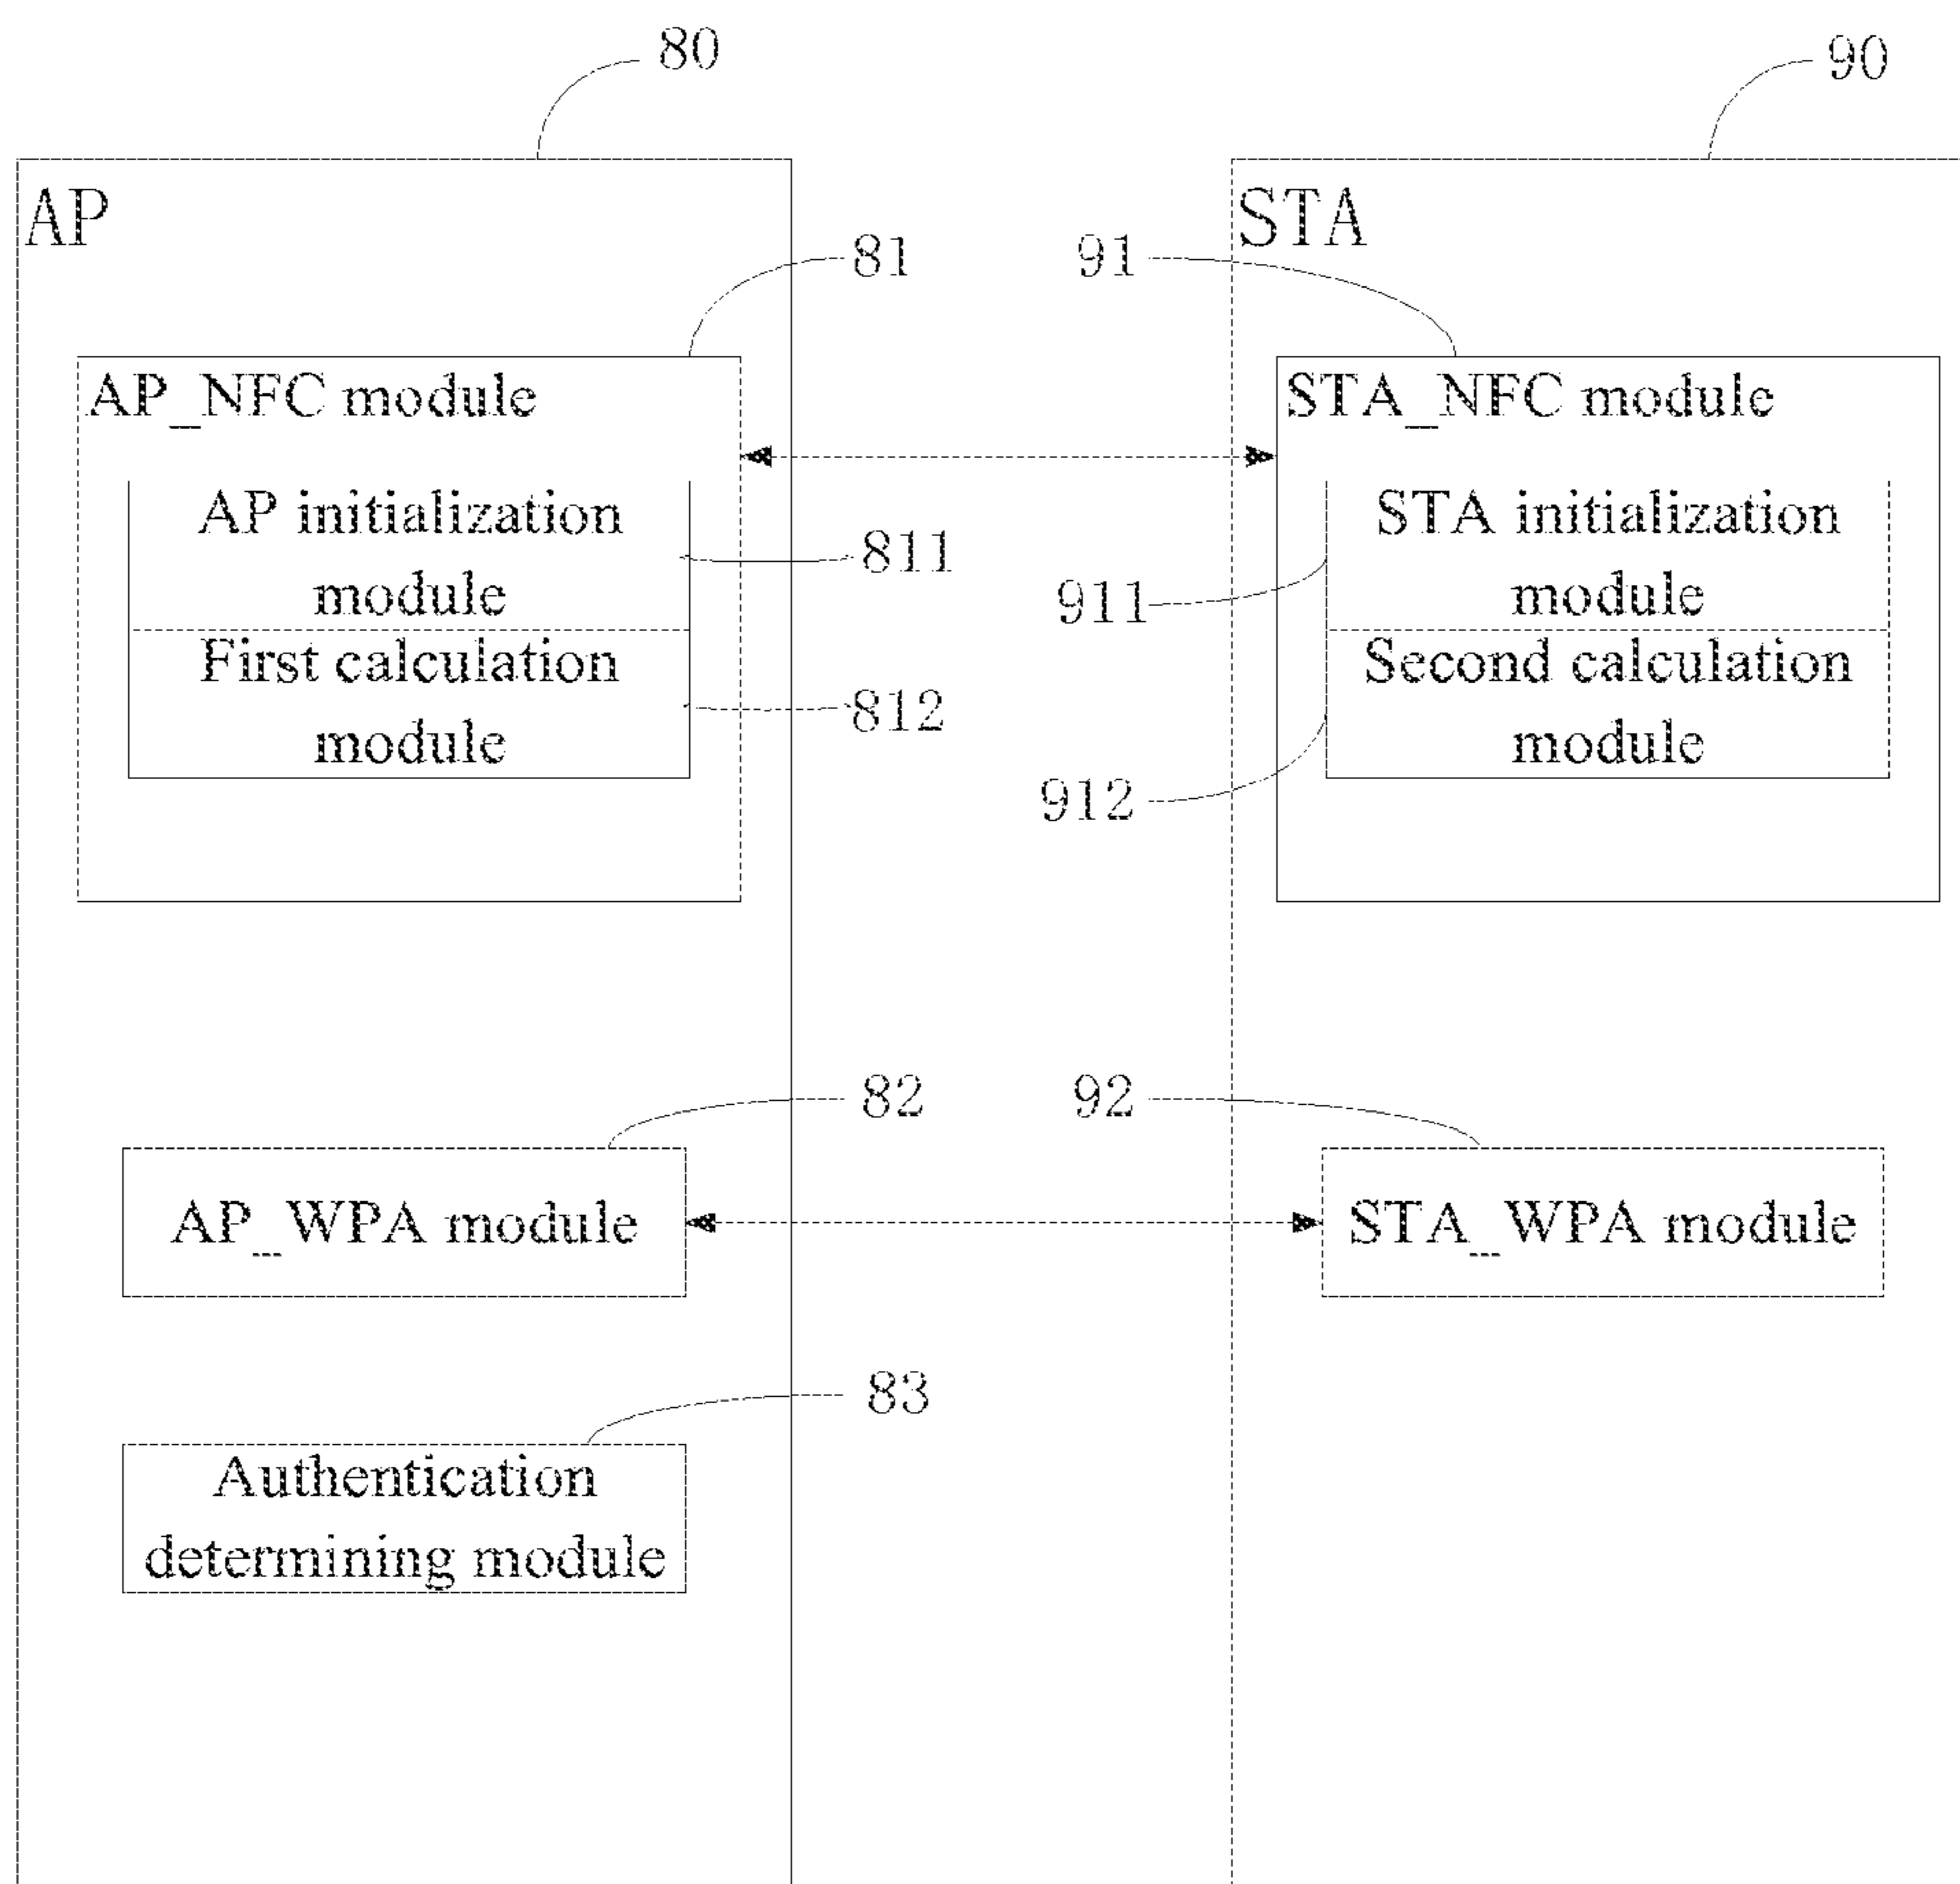 80
90
AP
STA
81
91
AP_NFC module
STA_NFC module
AP initialization
module
811
STA initialization
module
911
First calculation
module
812
Second calculation
module
912
82
92
AP_WPA module
STA_WPA module
83
Authentication
determining module